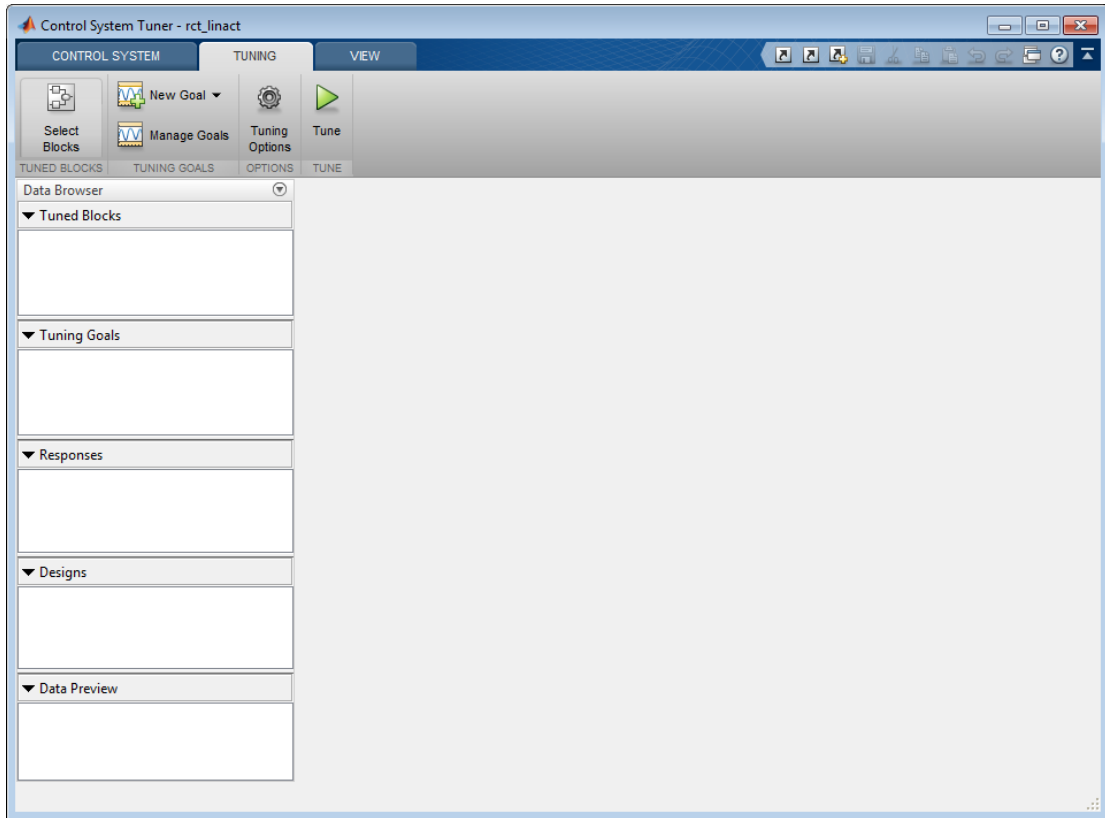 Control System Tuner - rct_linact
CONTROL SYSTEM TUNING VIEW
Select Blocks
New Goal
Manage Goals
Tuning Options
Tune
TUNED BLOCKS TUNING GOALS OPTIONS TUNE
Data Browser
Tuned Blocks
Tuning Goals
Responses
Designs
Data Preview